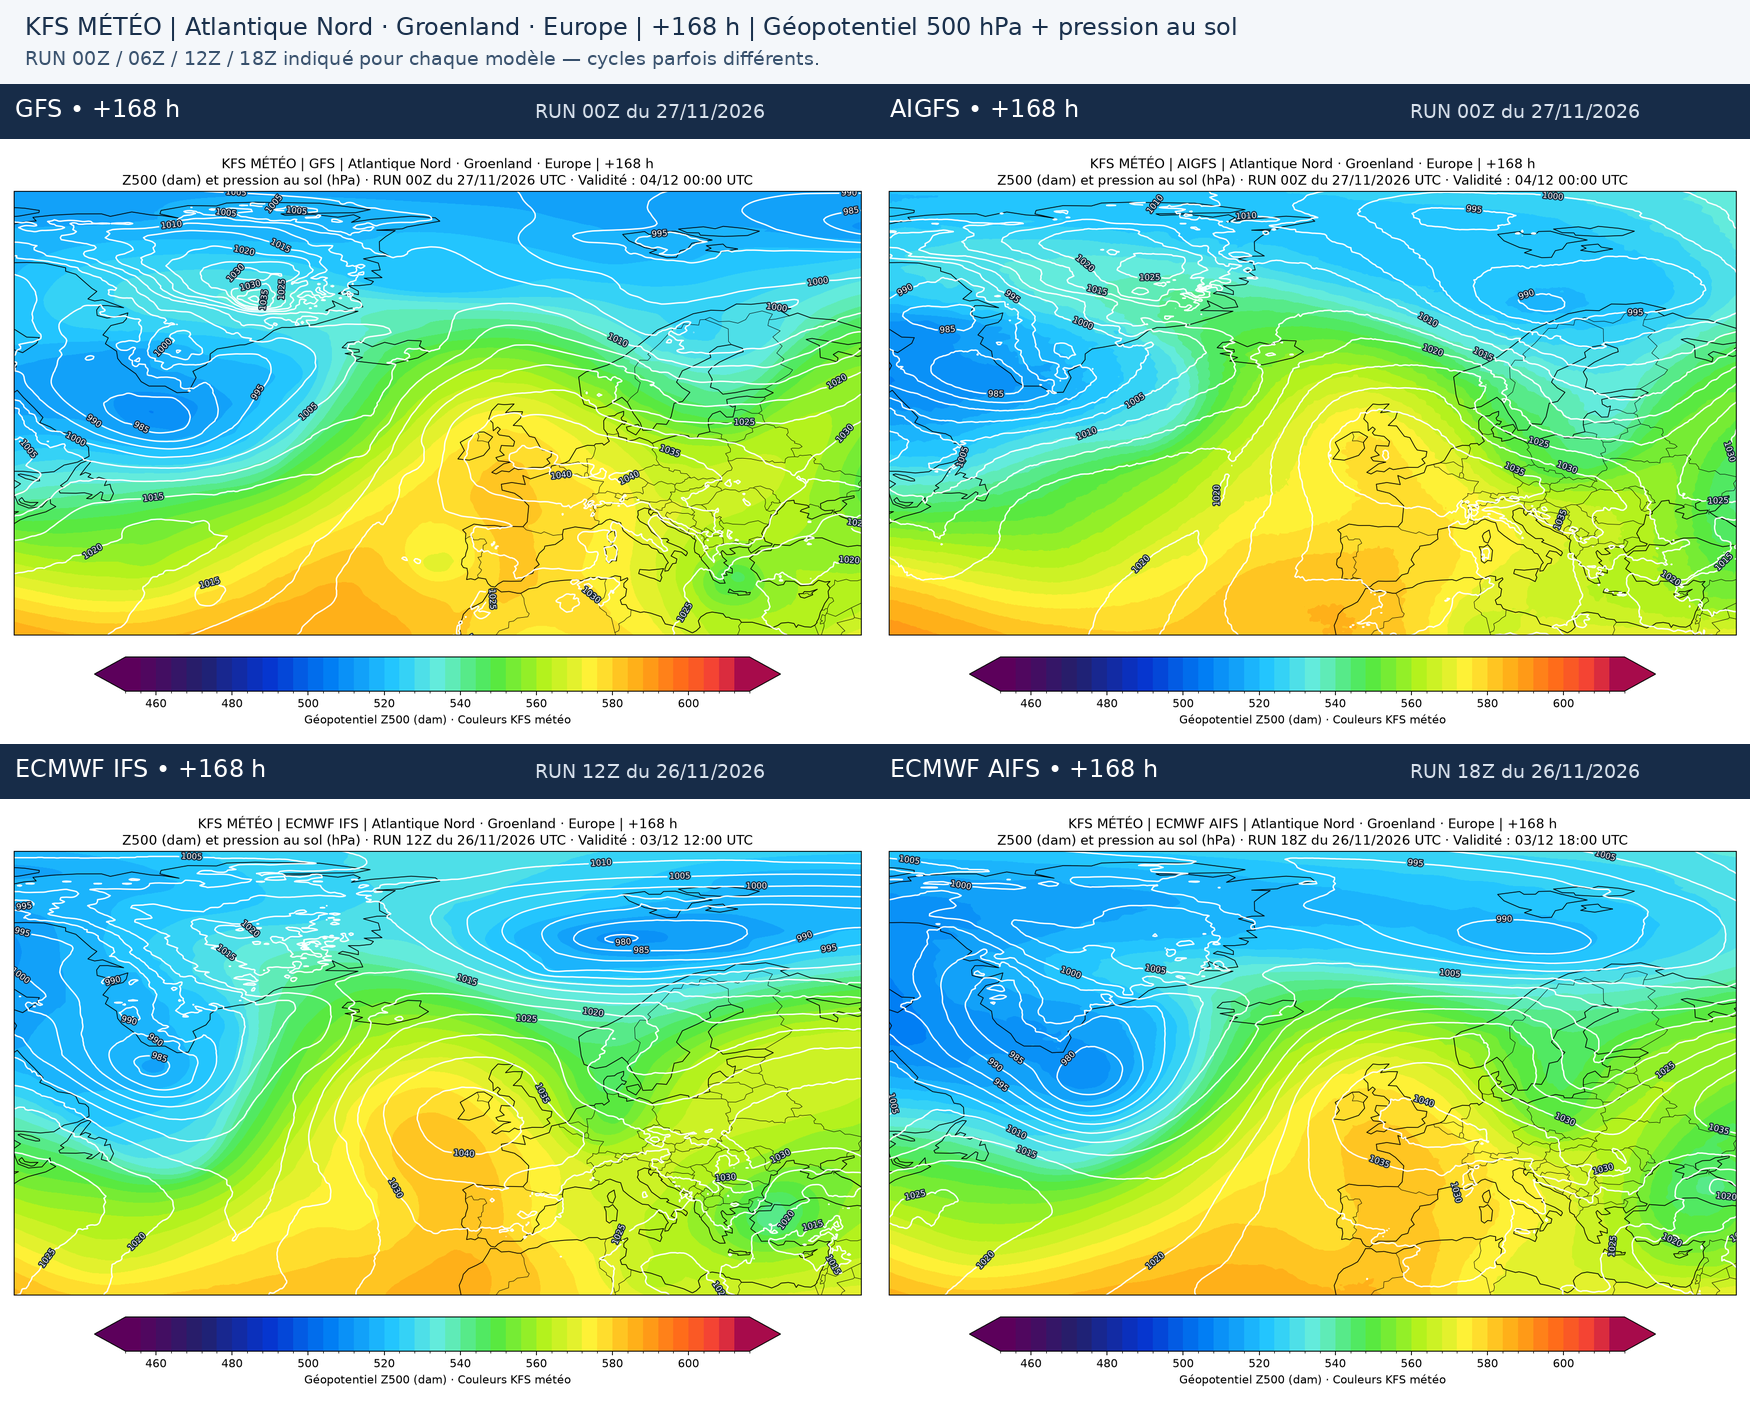 KFS MÉTÉO | Atlantique Nord · Groenland · Europe | +168 h | Géopotentiel 500 hPa + pression au sol
RUN 00Z / 06Z / 12Z / 18Z indiqué pour chaque modèle — cycles parfois différents.
GFS • +168 h RUN 00Z du 27/11/2026
KFS MÉTÉO | GFS | Atlantique Nord · Groenland · Europe | +168 h
Z500 (dam) et pression au sol (hPa) · RUN 00Z du 27/11/2026 UTC · Validité : 04/12 00:00 UTC
460 480 500 520 540 560 580 600
Géopotentiel Z500 (dam) · Couleurs KFS météo
AIGFS • +168 h RUN 00Z du 27/11/2026
KFS MÉTÉO | AIGFS | Atlantique Nord · Groenland · Europe | +168 h
Z500 (dam) et pression au sol (hPa) · RUN 00Z du 27/11/2026 UTC · Validité : 04/12 00:00 UTC
460 480 500 520 540 560 580 600
Géopotentiel Z500 (dam) · Couleurs KFS météo
ECMWF IFS • +168 h RUN 12Z du 26/11/2026
KFS MÉTÉO | ECMWF IFS | Atlantique Nord · Groenland · Europe | +168 h
Z500 (dam) et pression au sol (hPa) · RUN 12Z du 26/11/2026 UTC · Validité : 03/12 12:00 UTC
460 480 500 520 540 560 580 600
Géopotentiel Z500 (dam) · Couleurs KFS météo
ECMWF AIFS • +168 h RUN 18Z du 26/11/2026
KFS MÉTÉO | ECMWF AIFS | Atlantique Nord · Groenland · Europe | +168 h
Z500 (dam) et pression au sol (hPa) · RUN 18Z du 26/11/2026 UTC · Validité : 03/12 18:00 UTC
460 480 500 520 540 560 580 600
Géopotentiel Z500 (dam) · Couleurs KFS météo